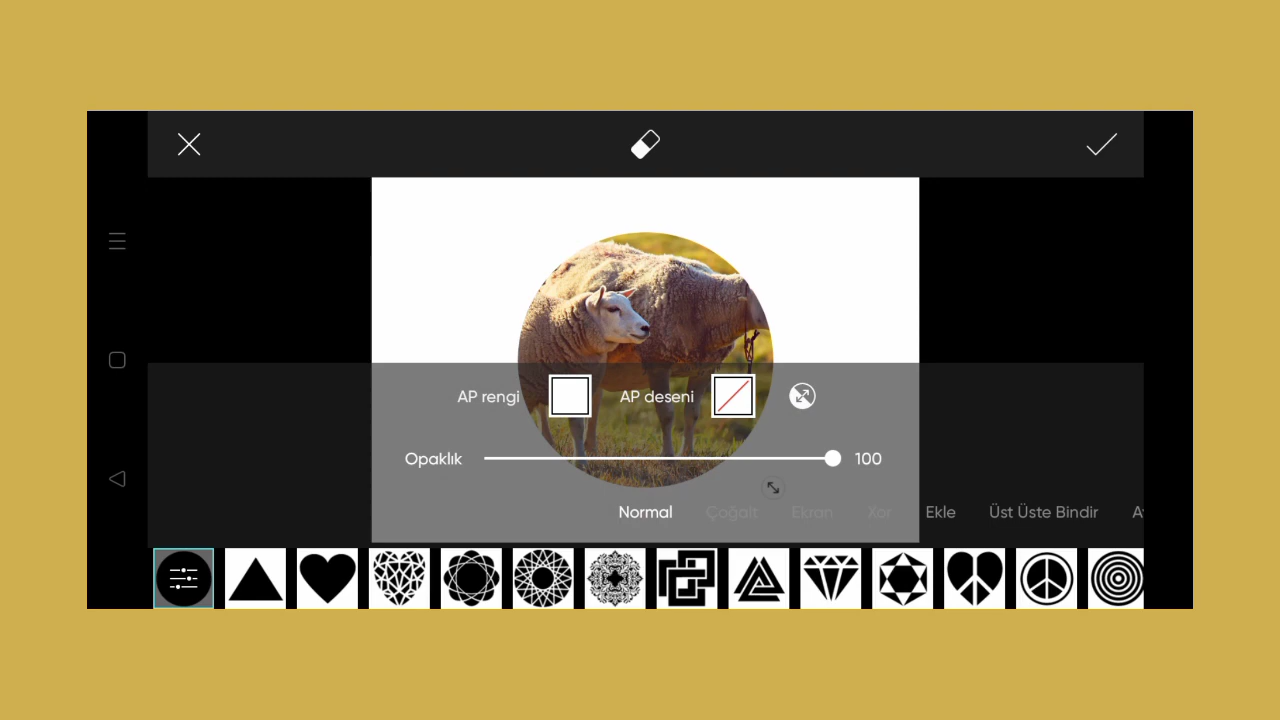 AP rengi AP deseni
Opaklık 100
Normal Çoğalt Ekran Xor Ekle Üst Üste Bindir